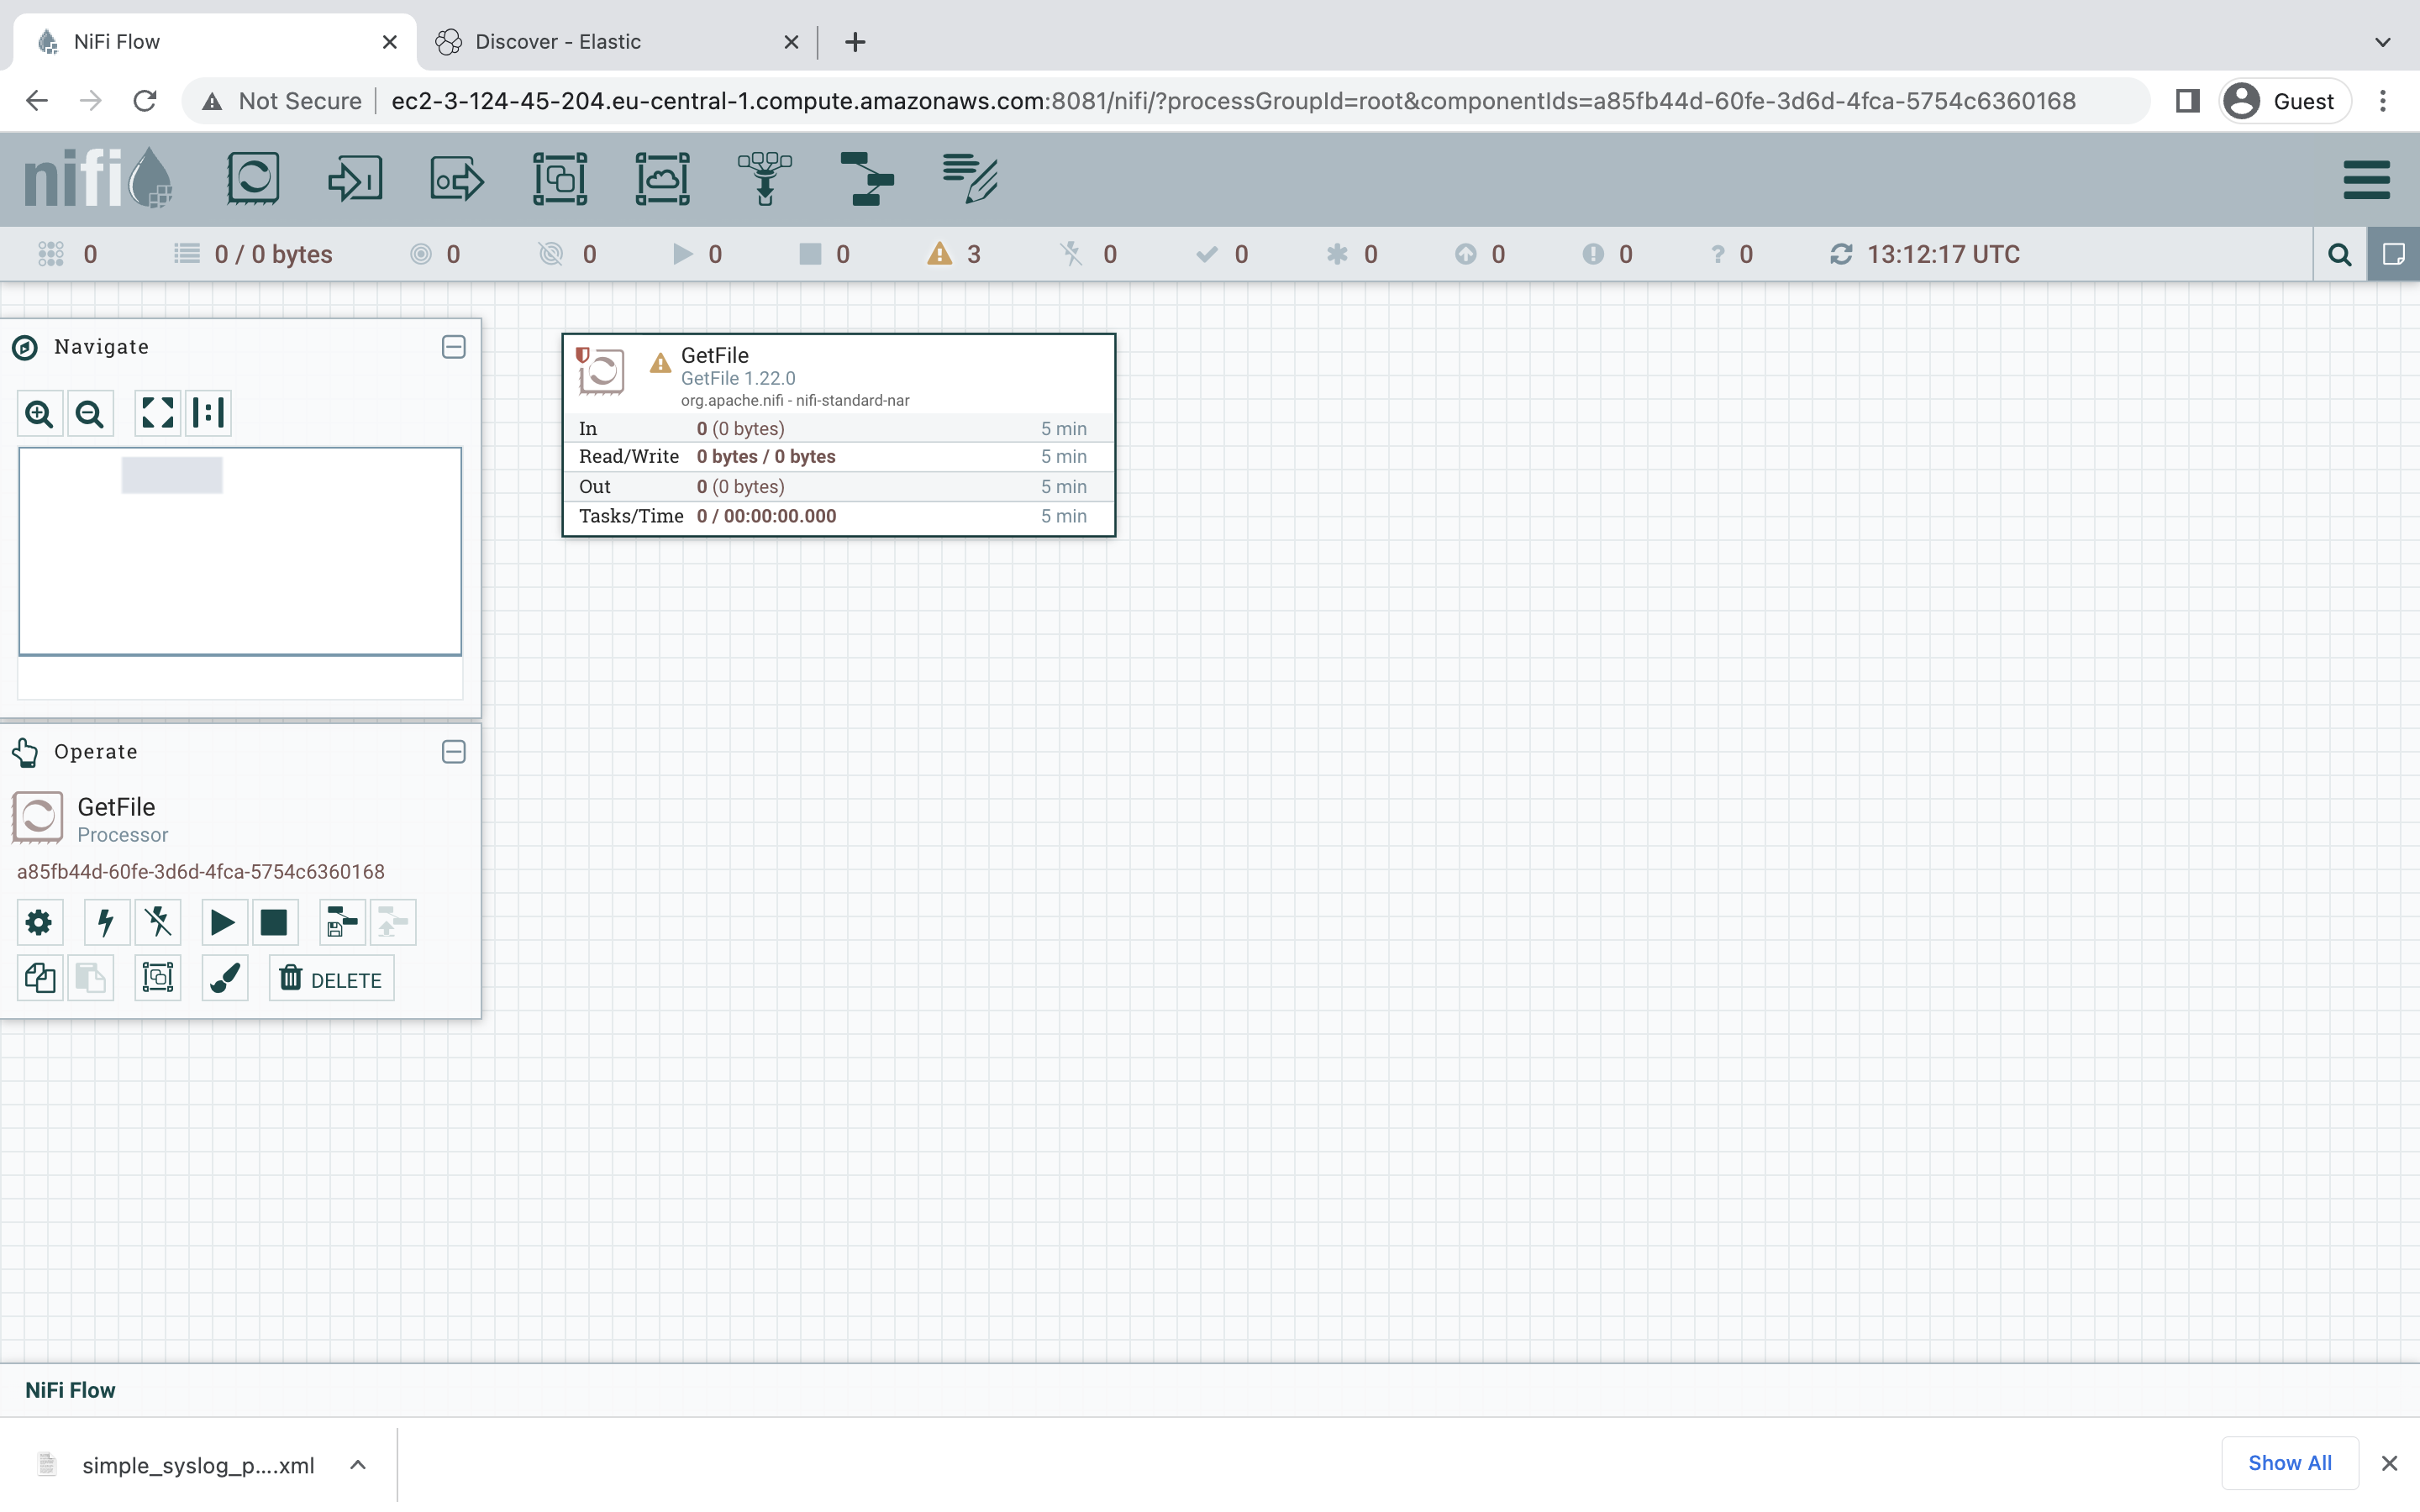 NiFi Flow
Discover - Elastic
Not Secure
ec2-3-124-45-204.eu-central-1.compute.amazonaws.com:8081/nifi/?processGroupId=root&componentIds=a85fb44d-60fe-3d6d-4fca-5754c6360168
Guest
nifi
0 0 / 0 bytes 0 0 0 0 3 0 0 0 0 0 ? 0 13:12:17 UTC
Navigate
GetFile
GetFile 1.22.0
org.apache.nifi - nifi-standard-nar
In 0 (0 bytes) 5 min
Read/Write 0 bytes / 0 bytes 5 min
Out 0 (0 bytes) 5 min
Tasks/Time 0 / 00:00:00.000 5 min
Operate
GetFile
Processor
a85fb44d-60fe-3d6d-4fca-5754c6360168
DELETE
NiFi Flow
simple_syslog_p....xml
Show All